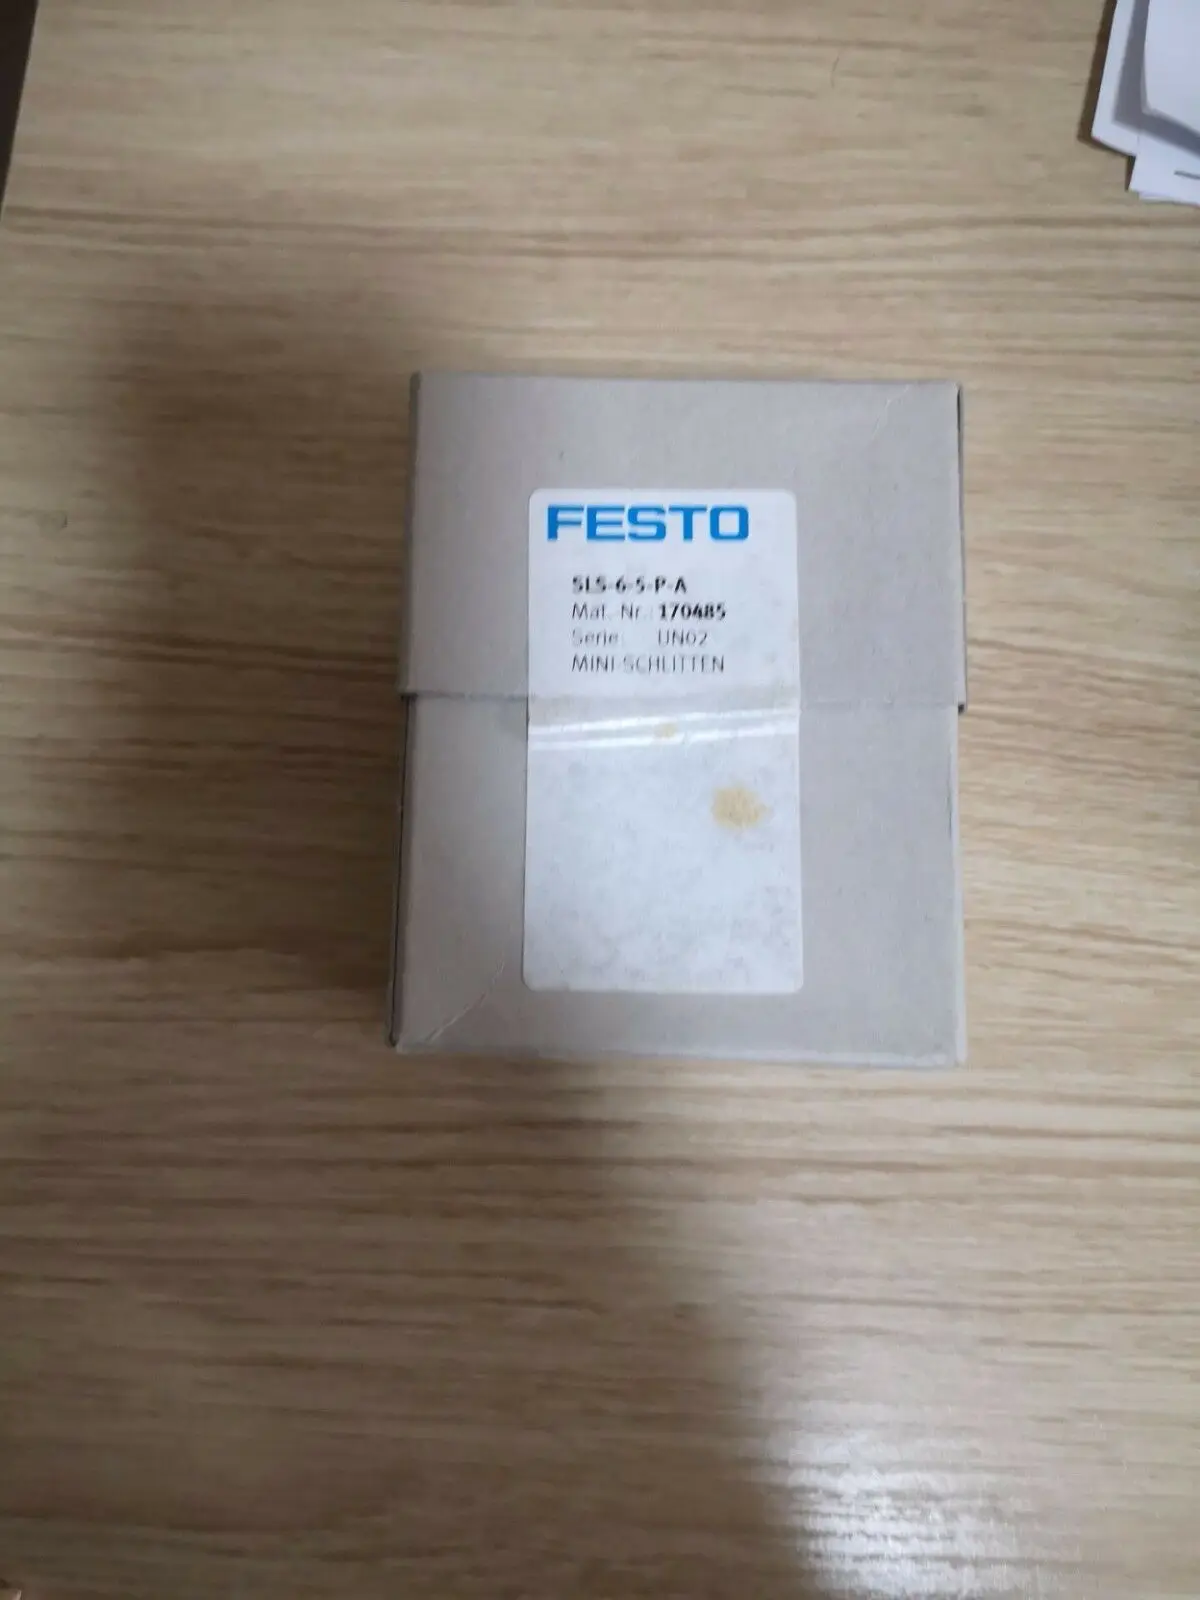 FESTO
SLS-6-5-P-A
Mat. Nr.: 170485
Serie: UN02
MINI-SCHLITTEN